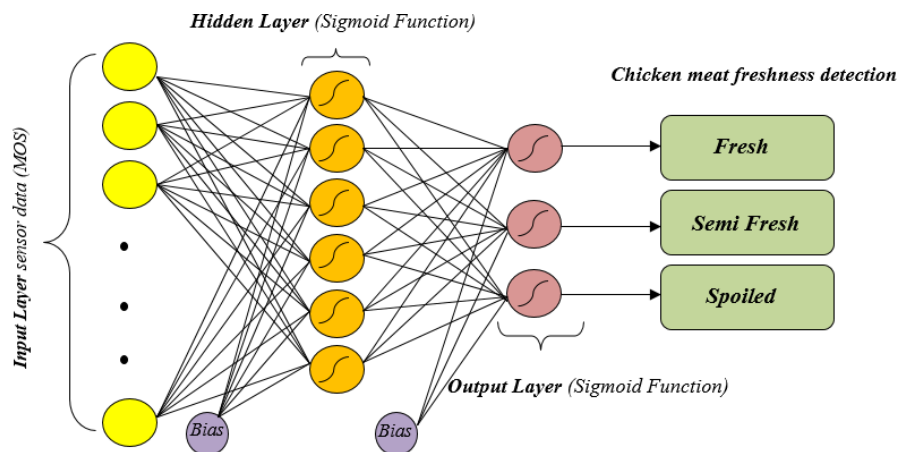 Hidden Layer (Sigmoid Function)
Chicken meat freshness detection
Input Layer sensor data (MOS)
Fresh
Semi Fresh
Spoiled
Output Layer (Sigmoid Function)
Bias
Bias